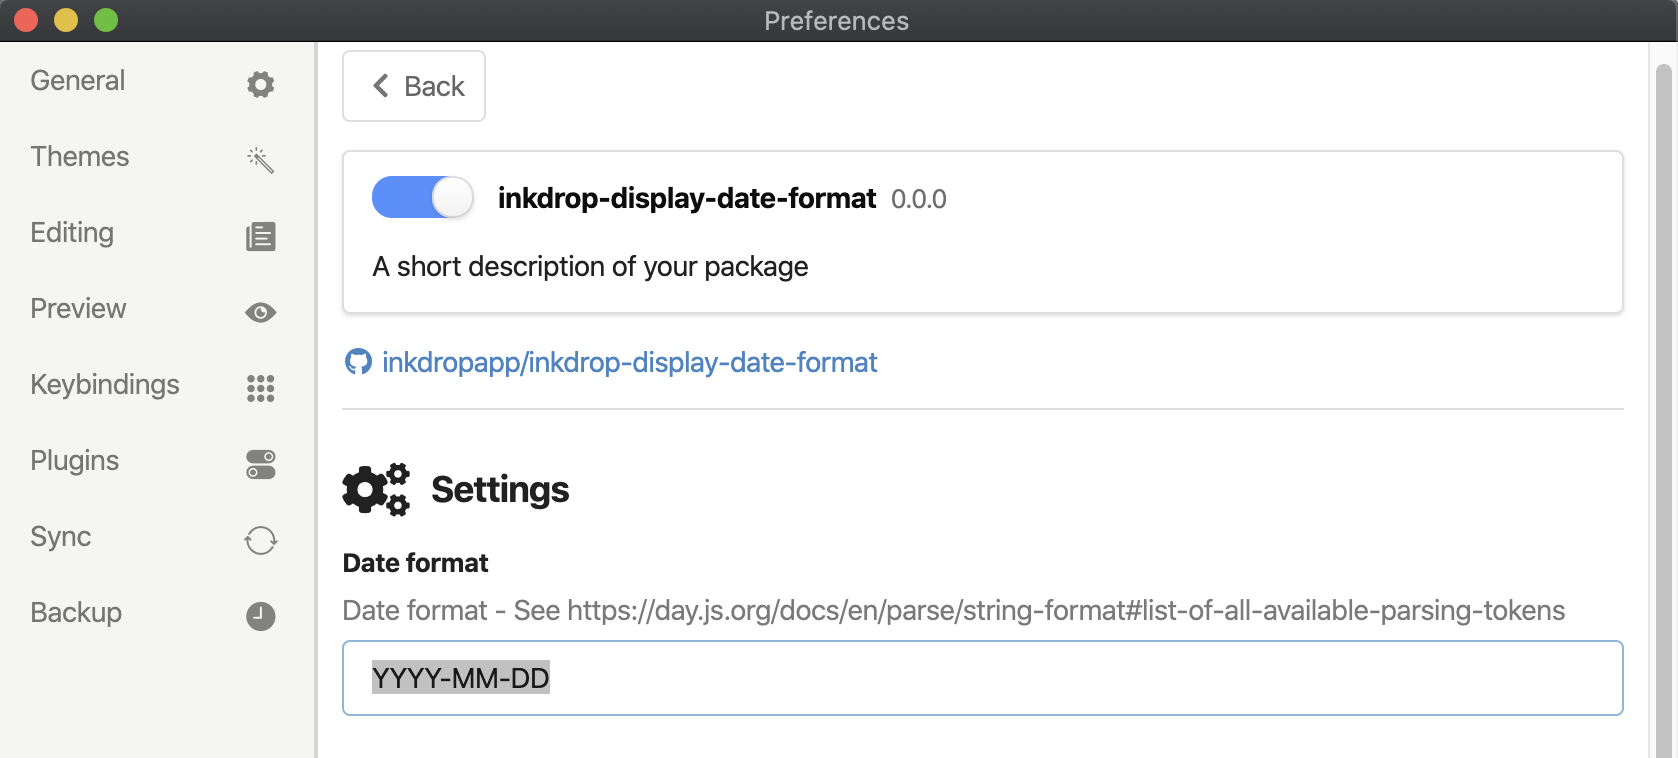 Preferences
General
Themes
Editing
Preview
Keybindings
Plugins
Sync
Backup
Back
inkdrop-display-date-format 0.0.0
A short description of your package
inkdropapp/inkdrop-display-date-format
Settings
Date format
Date format - See https://day.js.org/docs/en/parse/string-format#list-of-all-available-parsing-tokens
YYYY-MM-DD